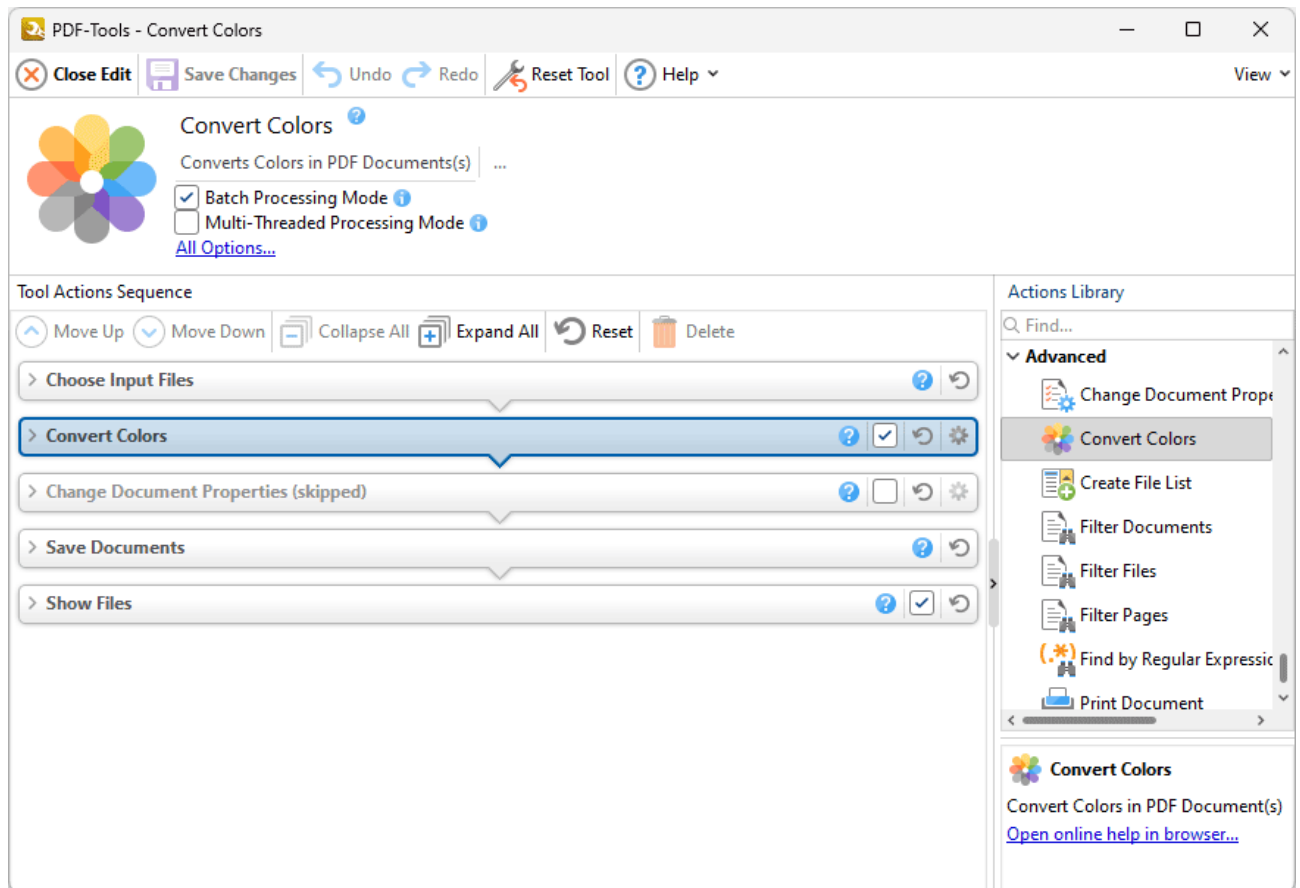 PDF-Tools - Convert Colors
Close Edit Save Changes Undo Redo Reset Tool Help View
Convert Colors
Converts Colors in PDF Documents(s) ...
Batch Processing Mode
Multi-Threaded Processing Mode
All Options...
Tool Actions Sequence
Move Up Move Down Collapse All Expand All Reset Delete
Choose Input Files
Convert Colors
Change Document Properties (skipped)
Save Documents
Show Files
Actions Library
Find...
Advanced
Change Document Prope
Convert Colors
Create File List
Filter Documents
Filter Files
Filter Pages
(.*) Find by Regular Expressic
Print Document
Convert Colors
Convert Colors in PDF Document(s)
Open online help in browser...